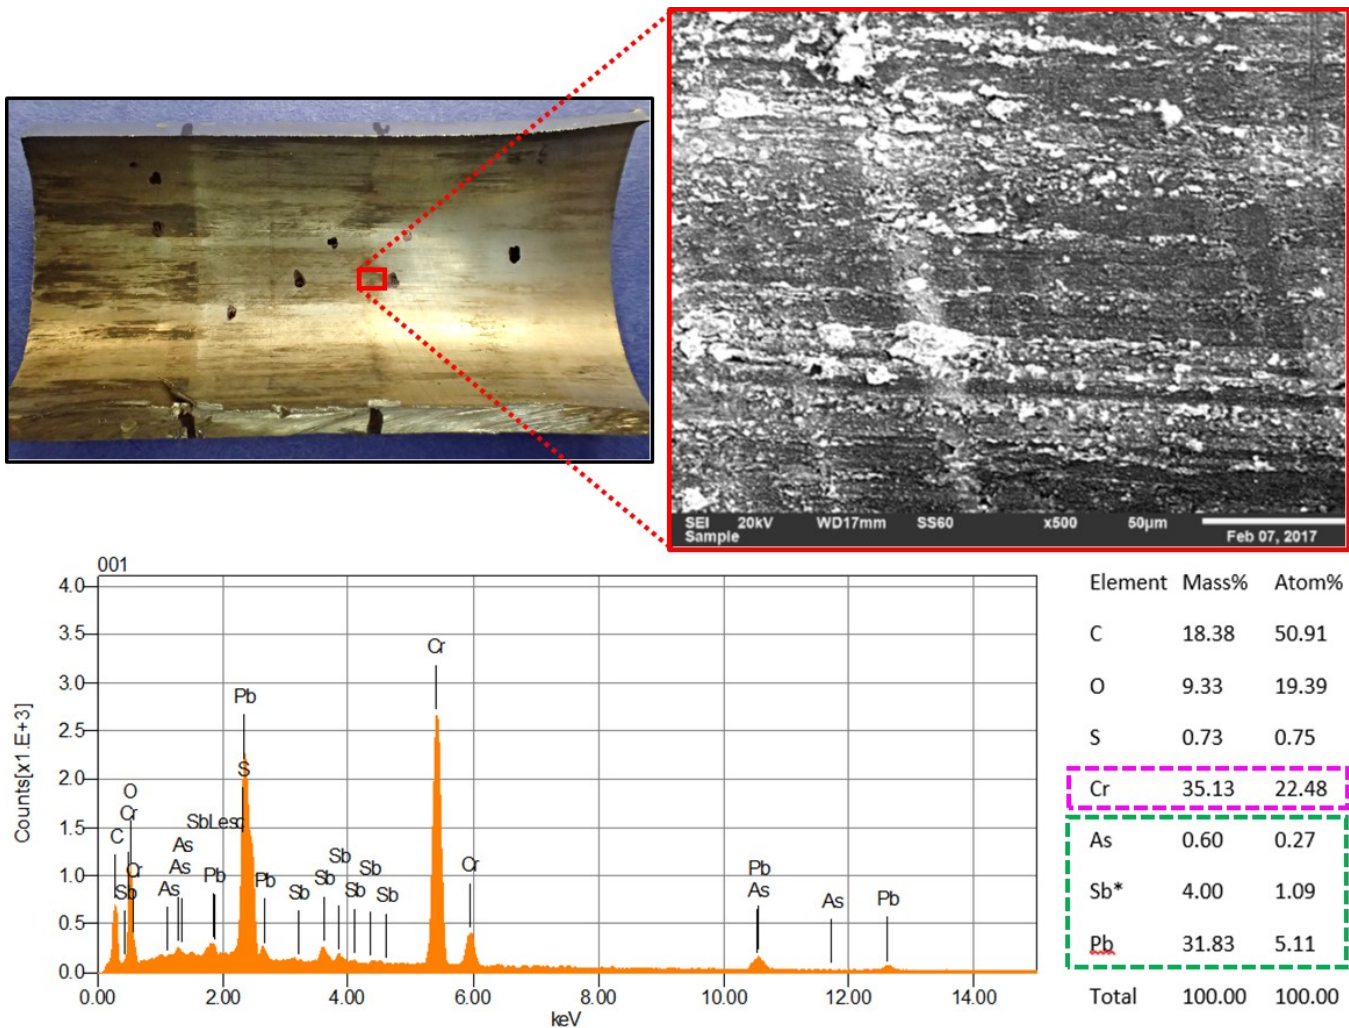 SEI 20kV WD17mm SS60 x500 50µm
Sample Feb 07, 2017
001
Counts[x1.E+3]
4.0
3.5
3.0
2.5
2.0
1.5
1.0
0.5
0.0
C
O
Cr
Sb
Cr
As
As
As
SbLesc
Pb
Pb
S
Pb
Sb
Sb
Sb
Sb
Sb
Sb
Cr
Cr
Pb
As
As
Pb
0.00 2.00 4.00 6.00 8.00 10.00 12.00 14.00
keV
Element Mass% Atom%
C 18.38 50.91
O 9.33 19.39
S 0.73 0.75
Cr 35.13 22.48
As 0.60 0.27
Sb* 4.00 1.09
Pb 31.83 5.11
Total 100.00 100.00